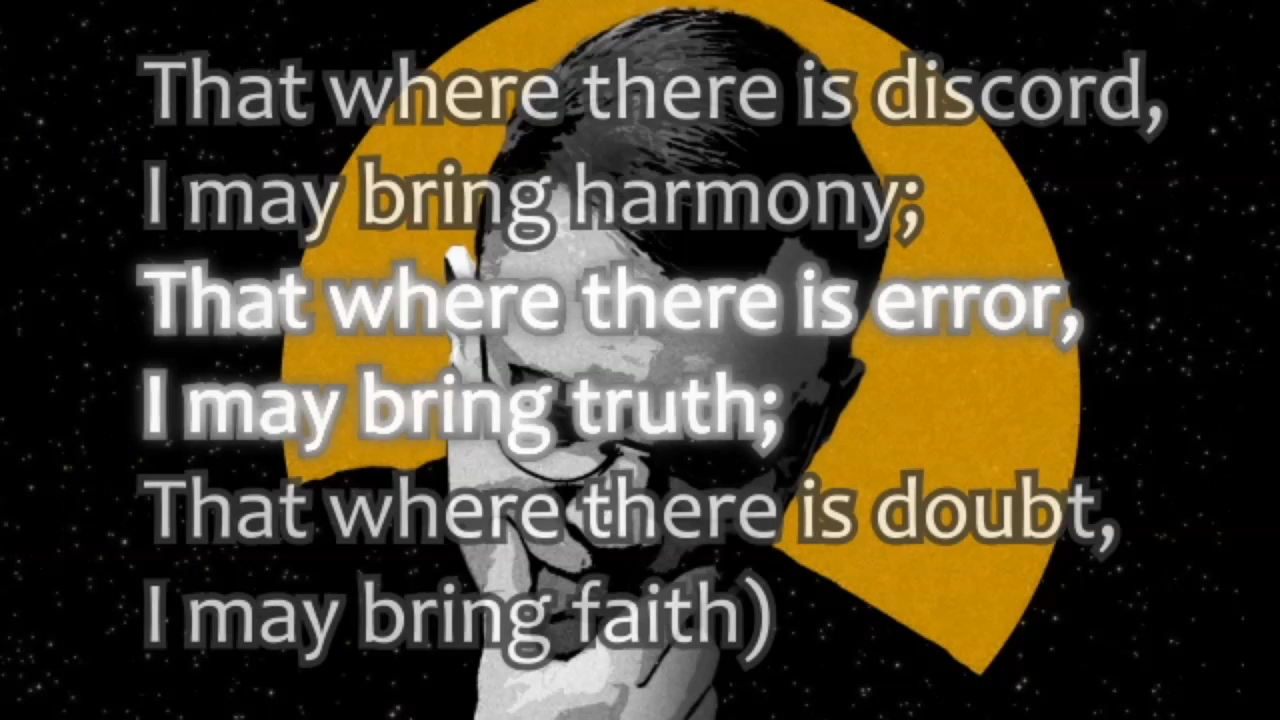 That where there is discord,
I may bring harmony;
That where there is error,
I may bring truth;
That where there is doubt,
I may bring faith)